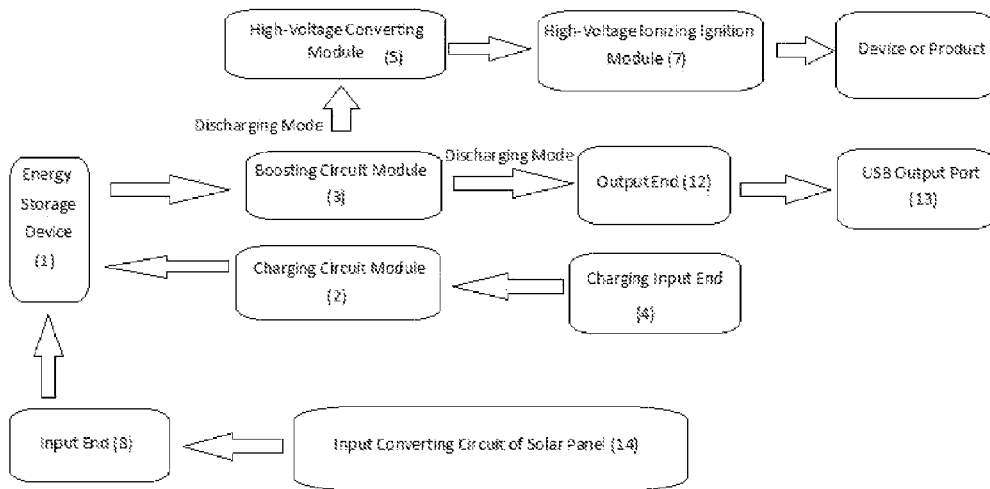 High-Voltage Converting
Module (5)
High-Voltage Ionizing Ignition
Module (7)
Device or Product
Discharging Mode
Energy
Storage
Device
(1)
Boosting Circuit Module
(3)
Discharging Mode
Output End (12)
USB Output Port
(13)
Charging Circuit Module
(2)
Charging Input End
(4)
Input End (8)
Input Converting Circuit of Solar Panel (14)